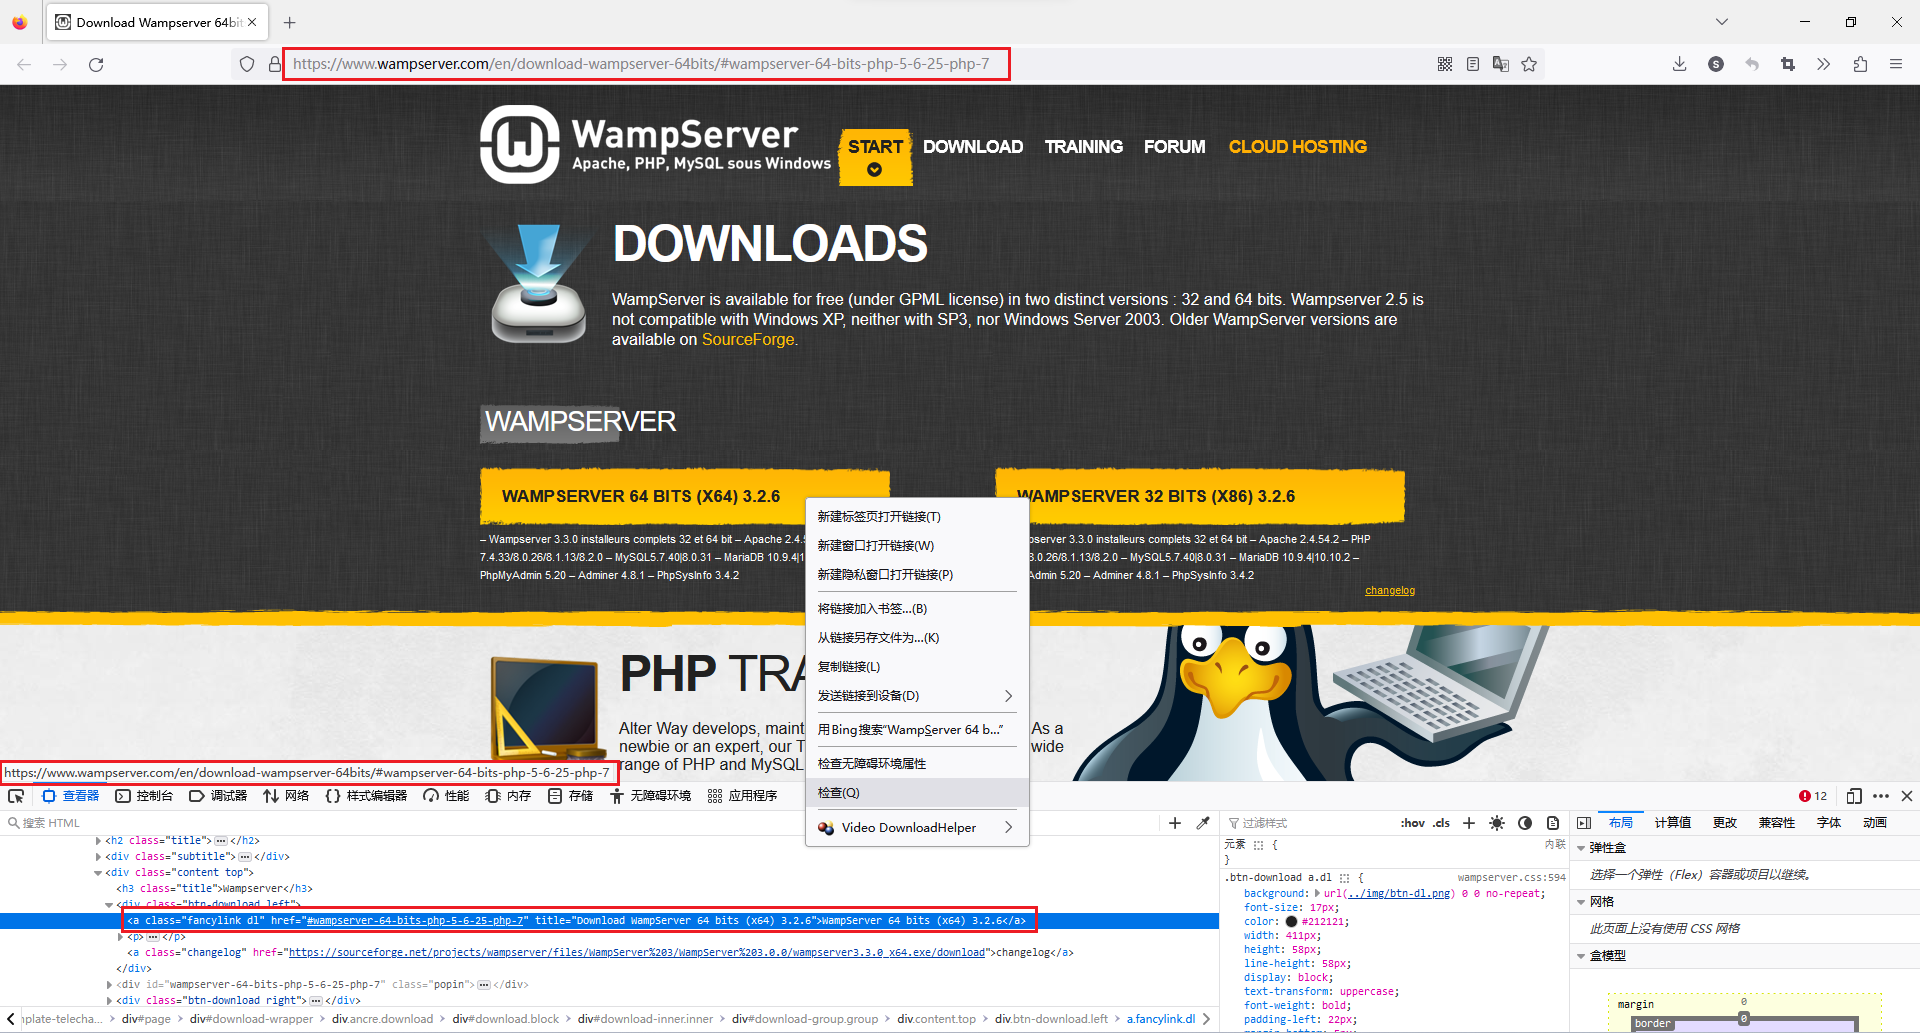 Download Wampserver 64bit
https://www.wampserver.com/en/download-wampserver-64bits/#wampserver-64-bits-php-5-6-25-php-7
WampServer
Apache, PHP, MySQL sous Windows
START
DOWNLOAD
TRAINING
FORUM
CLOUD HOSTING
DOWNLOADS
WampServer is available for free (under GPML license) in two distinct versions : 32 and 64 bits. Wampserver 2.5 is
not compatible with Windows XP, neither with SP3, nor Windows Server 2003. Older WampServer versions are
available on SourceForge.
WAMPSERVER
WAMPSERVER 64 BITS (X64) 3.2.6
WAMPSERVER 32 BITS (X86) 3.2.6
– Wampserver 3.3.0 installeurs complets 32 et 64 bit – Apache 2.4.5
7.4.33/8.0.26/8.1.13/8.2.0 – MySQL5.7.40|8.0.31 – MariaDB 10.9.4|1
PhpMyAdmin 5.20 – Adminer 4.8.1 – PhpSysInfo 3.4.2
pserver 3.3.0 installeurs complets 32 et 64 bit – Apache 2.4.54.2 – PHP
3.0.26/8.1.13/8.2.0 – MySQL5.7.40|8.0.31 – MariaDB 10.9.4|10.10.2 –
Admin 5.20 – Adminer 4.8.1 – PhpSysInfo 3.4.2
changelog
新建标签页打开链接(T)
新建窗口打开链接(W)
新建隐私窗口打开链接(P)
将链接加入书签...(B)
从链接另存文件为...(K)
复制链接(L)
发送链接到设备(D)
用Bing搜索“WampServer 64 b...”
检查无障碍环境属性
检查(Q)
Video DownloadHelper
PHP TRA
Alter Way develops, maint
As a
newbie or an expert, our T
wide
range of PHP and MySQL
https://www.wampserver.com/en/download-wampserver-64bits/#wampserver-64-bits-php-5-6-25-php-7
查看器
控制台
调试器
网络
样式编辑器
性能
内存
存储
无障碍环境
应用程序
12
搜索 HTML
<h2 class="title"></h2>
<div class="subtitle"></div>
<div class="content top">
<h3 class="title">Wampserver</h3>
<div class="btn-download left">
<a class="fancylink dl" href="#wampserver-64-bits-php-5-6-25-php-7" title="Download WampServer 64 bits (x64) 3.2.6">WampServer 64 bits (x64) 3.2.6</a>
<p></p>
<a class="changelog" href="https://sourceforge.net/projects/wampserver/files/WampServer%203/WampServer%203.0.0/wampserver3.3.0_x64.exe/download">changelog</a>
</div>
<div id="wampserver-64-bits-php-5-6-25-php-7" class="popin"></div>
<div class="btn-download right"></div>
mplate-telecha...
div#page
div#download-wrapper
div.ancre.download
div#download.block
div#download-inner.inner
div#download-group.group
div.content.top
div.btn-download.left
a.fancylink.dl
过滤样式
:hov
.cls
元素 {
内联
}
.btn-download a.dl {
wampserver.css:594
background: url(../img/btn-dl.png) 0 0 no-repeat;
font-size: 17px;
color: #212121;
width: 411px;
height: 58px;
line-height: 58px;
display: block;
text-transform: uppercase;
font-weight: bold;
padding-left: 22px;
布局
计算值
更改
兼容性
字体
动画
弹性盒
选择一个弹性（Flex）容器或项目以继续。
网格
此页面上没有使用 CSS 网格
盒模型
margin
0
border
0